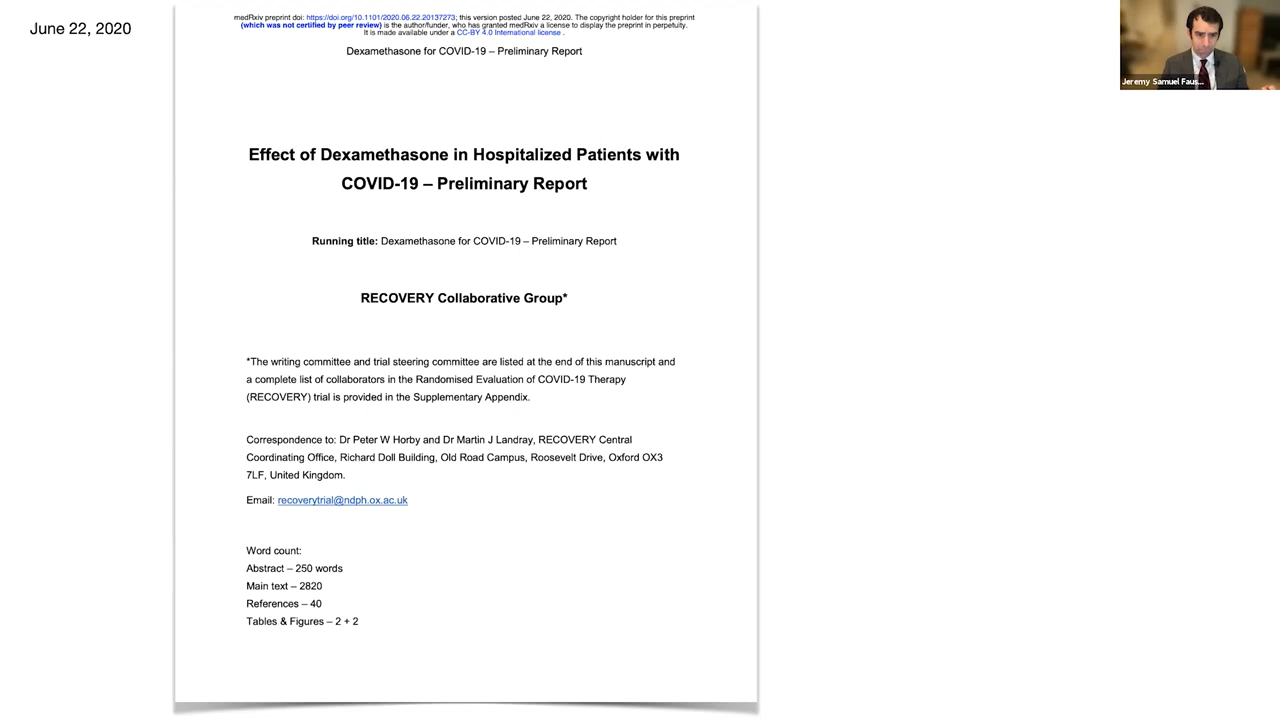 June 22, 2020
medRxiv preprint doi: https://doi.org/10.1101/2020.06.22.20137273; this version posted June 22, 2020. The copyright holder for this preprint
(which was not certified by peer review) is the author/funder, who has granted medRxiv a license to display the preprint in perpetuity.
It is made available under a CC-BY 4.0 International license .
Dexamethasone for COVID-19 – Preliminary Report
Effect of Dexamethasone in Hospitalized Patients with
COVID-19 – Preliminary Report
Running title: Dexamethasone for COVID-19 – Preliminary Report
RECOVERY Collaborative Group*
*The writing committee and trial steering committee are listed at the end of this manuscript and
a complete list of collaborators in the Randomised Evaluation of COVID-19 Therapy
(RECOVERY) trial is provided in the Supplementary Appendix.
Correspondence to: Dr Peter W Horby and Dr Martin J Landray, RECOVERY Central
Coordinating Office, Richard Doll Building, Old Road Campus, Roosevelt Drive, Oxford OX3
7LF, United Kingdom.
Email: recoverytrial@ndph.ox.ac.uk
Word count:
Abstract – 250 words
Main text – 2820
References – 40
Tables & Figures – 2 + 2
Jeremy Samuel Faus...